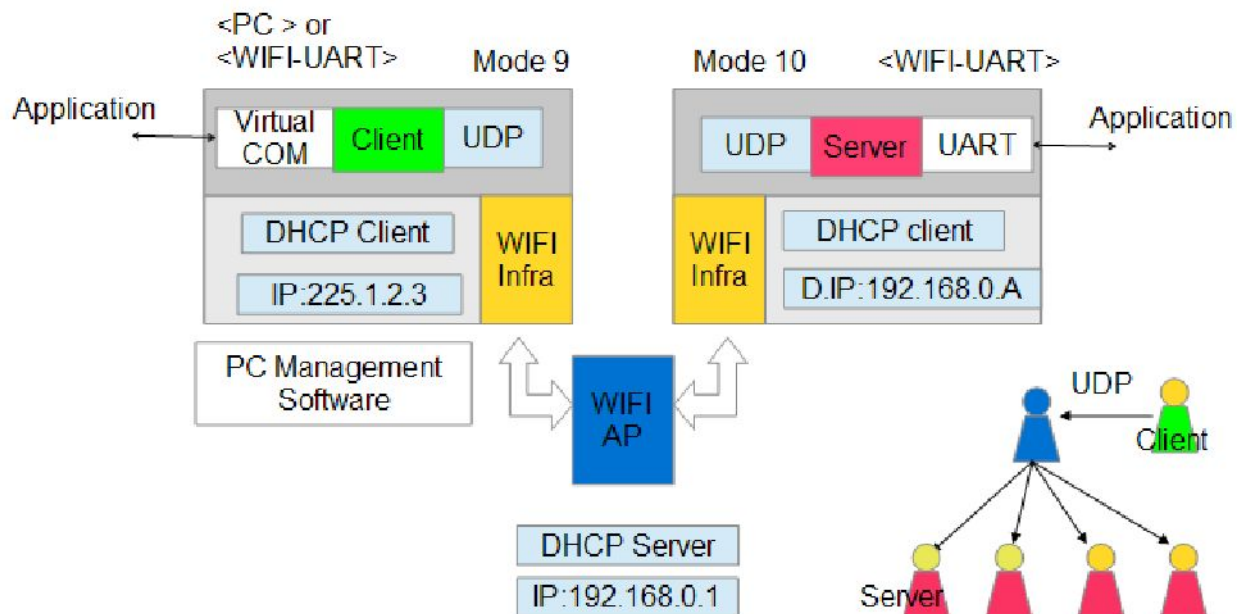 <PC > or
<WIFI-UART>
Mode 9
Mode 10
<WIFI-UART>
Application
Virtual
COM
Client
UDP
UDP
Server
UART
Application
DHCP Client
WIFI
Infra
IP:225.1.2.3
WIFI
Infra
DHCP client
D.IP:192.168.0.A
PC Management
Software
WIFI
AP
UDP
Client
DHCP Server
IP:192.168.0.1
Server